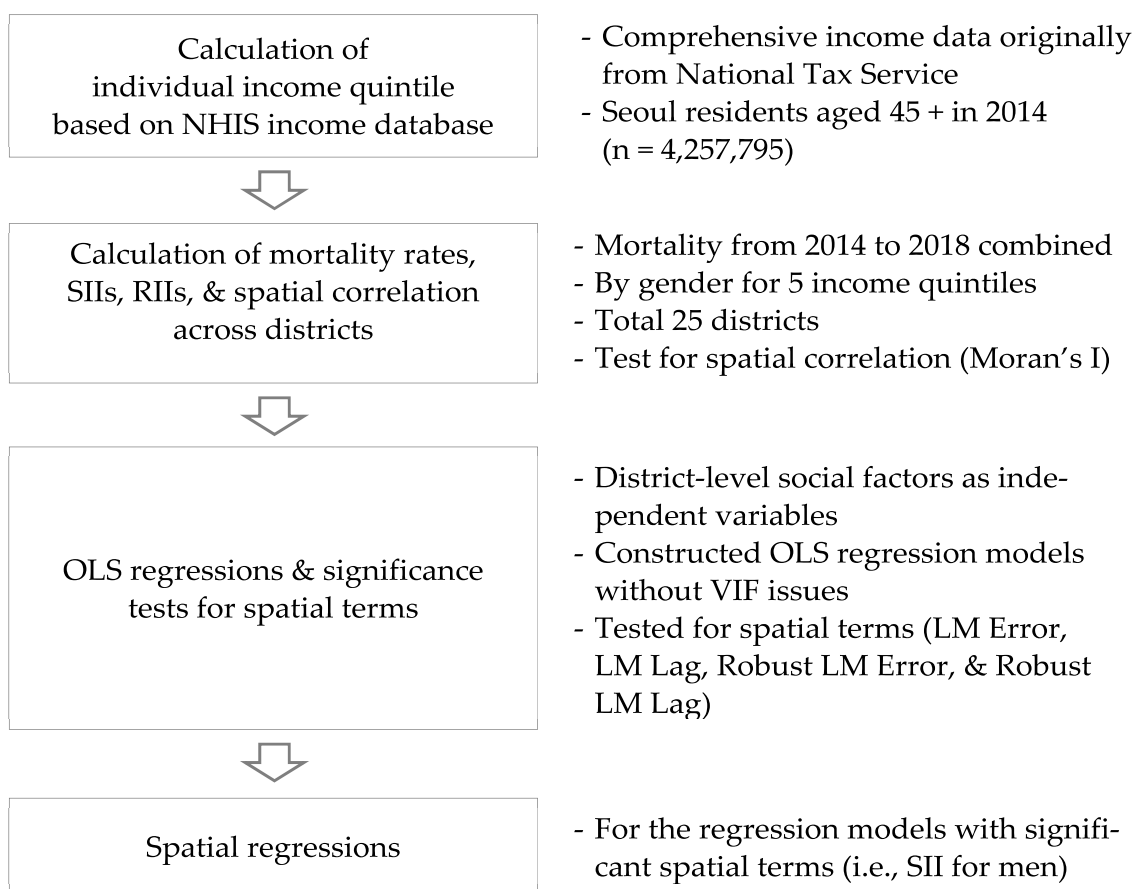 Calculation of
individual income quintile
based on NHIS income database
- Comprehensive income data originally
from National Tax Service
- Seoul residents aged 45 + in 2014
(n = 4,257,795)
Calculation of mortality rates,
SIIs, RIIs, & spatial correlation
across districts
- Mortality from 2014 to 2018 combined
- By gender for 5 income quintiles
- Total 25 districts
- Test for spatial correlation (Moran’s I)
OLS regressions & significance
tests for spatial terms
- District-level social factors as inde-
pendent variables
- Constructed OLS regression models
without VIF issues
- Tested for spatial terms (LM Error,
LM Lag, Robust LM Error, & Robust
LM Lag)
Spatial regressions
- For the regression models with signifi-
cant spatial terms (i.e., SII for men)